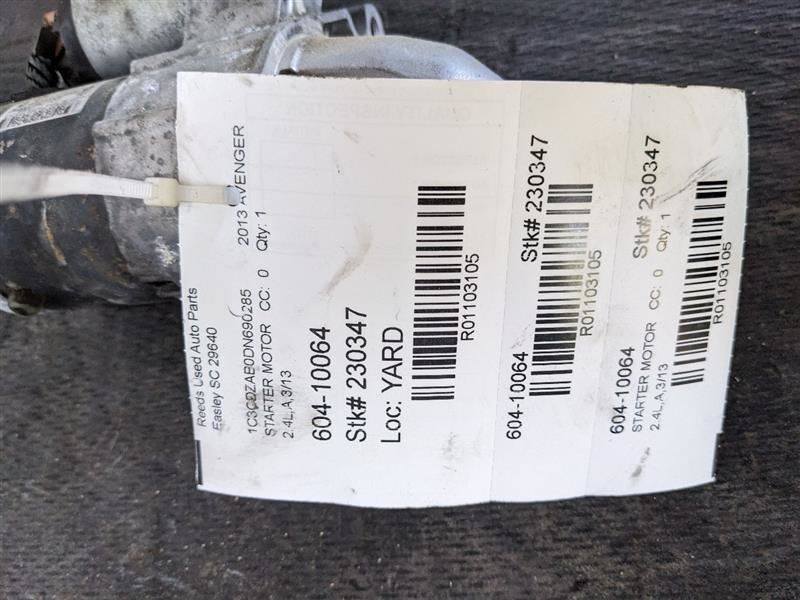 Reeds Used Auto Parts
Easley SC 29640
1C3CDZAB0DN690285 2013 AVENGER
STARTER MOTOR CC: 0 Qty: 1
2.4L,A,3/13
604-10064
Stk# 230347
Loc: YARD
R01103105
604-10064 Stk# 230347
R01103105
604-10064 Stk# 230347
STARTER MOTOR CC: 0 Qty: 1
2.4L,A,3/13
R01103105
QUALITY INSPECTION